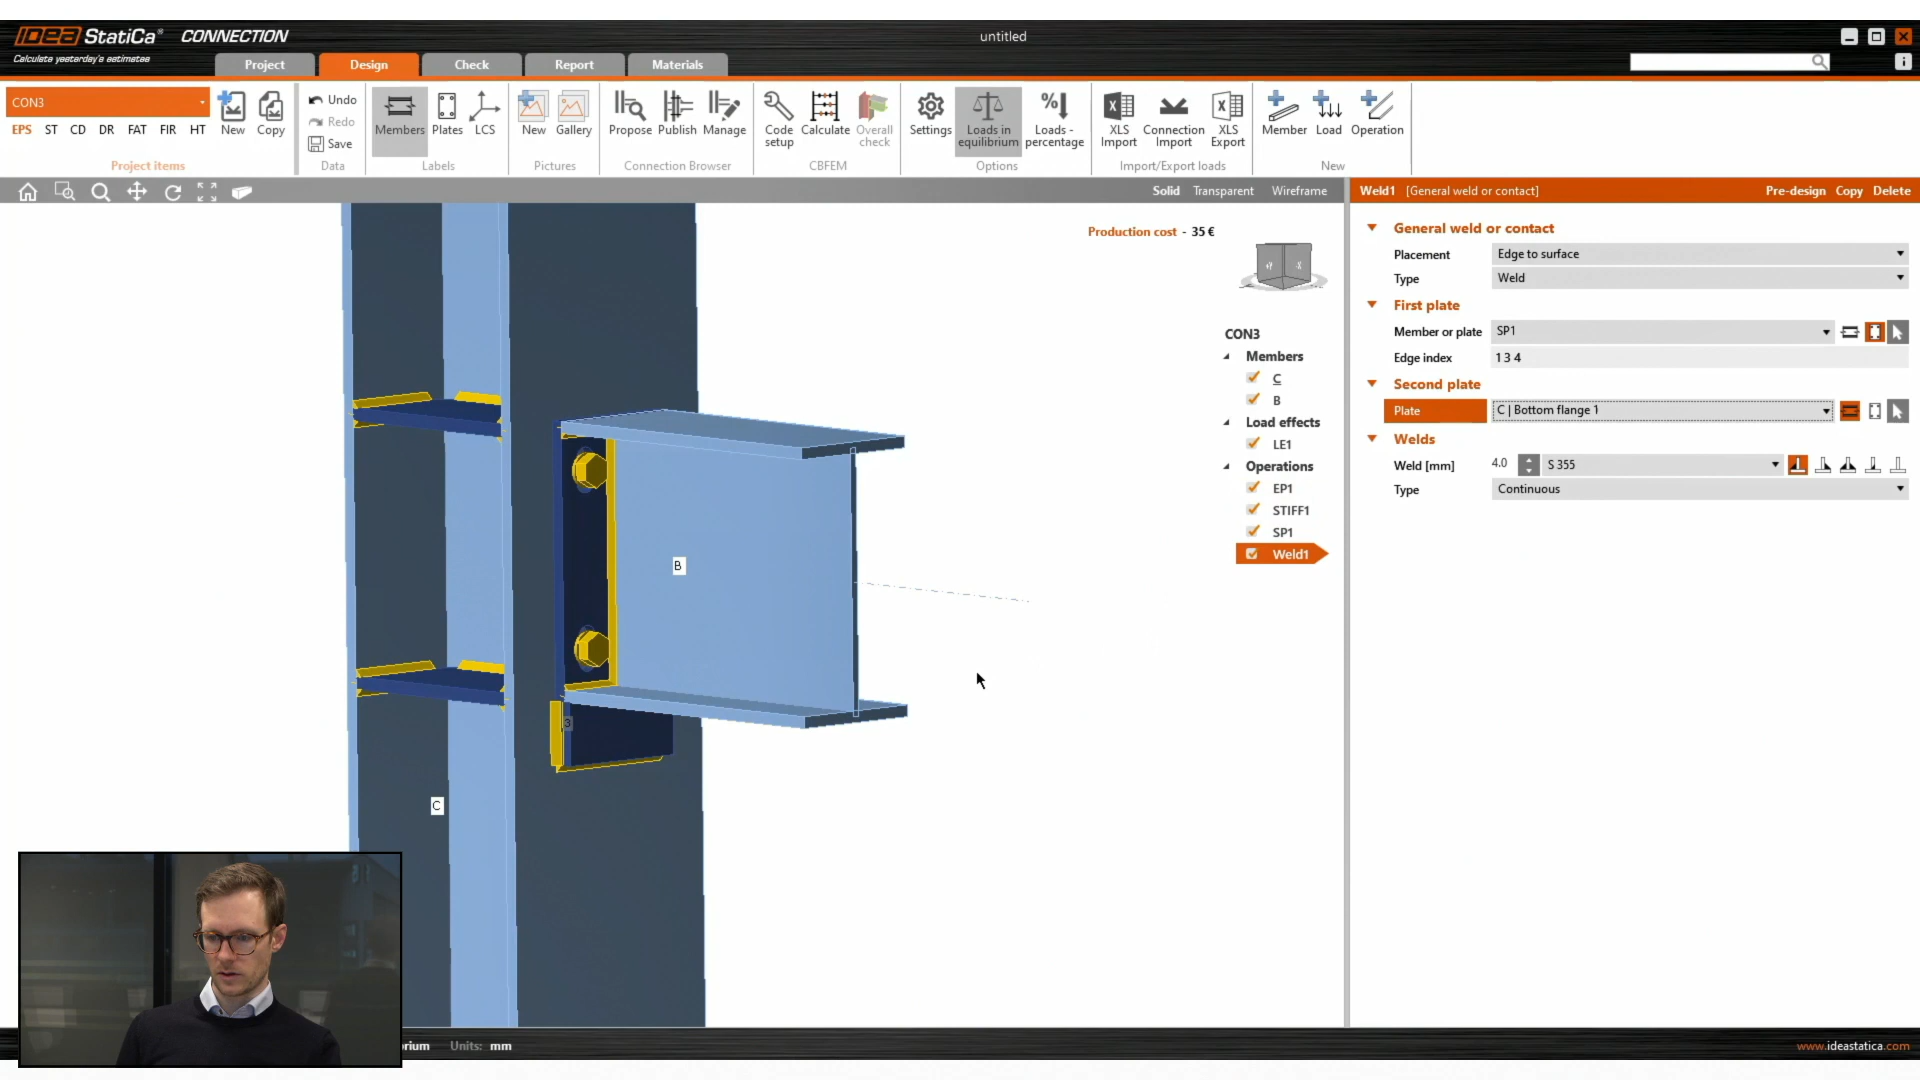 IDEA StatiCa® CONNECTION
Calculate yesterday's estimates
untitled
Project
Design
Check
Report
Materials
CON3
EPS ST CD DR FAT FIR HT
New
Copy
Project items
Undo
Redo
Save
Data
Members
Plates
LCS
Labels
New
Gallery
Pictures
Propose
Publish
Manage
Connection Browser
Code setup
Calculate
Overall check
CBFEM
Settings
Loads in equilibrium
Loads - percentage
Options
XLS Import
Connection Import
XLS Export
Import/Export loads
Member
Load
Operation
New
Solid Transparent Wireframe
Weld1 [General weld or contact]
Pre-design Copy Delete
Production cost - 35 €
+Y -X
CON3
Members
C
B
Load effects
LE1
Operations
EP1
STIFF1
SP1
Weld1
General weld or contact
Placement Edge to surface
Type Weld
First plate
Member or plate SP1
Edge index 1 3 4
Second plate
Plate C | Bottom flange 1
Welds
Weld [mm] 4.0 S 355
Type Continuous
B
3
C
rium Units: mm
www.ideastatica.com